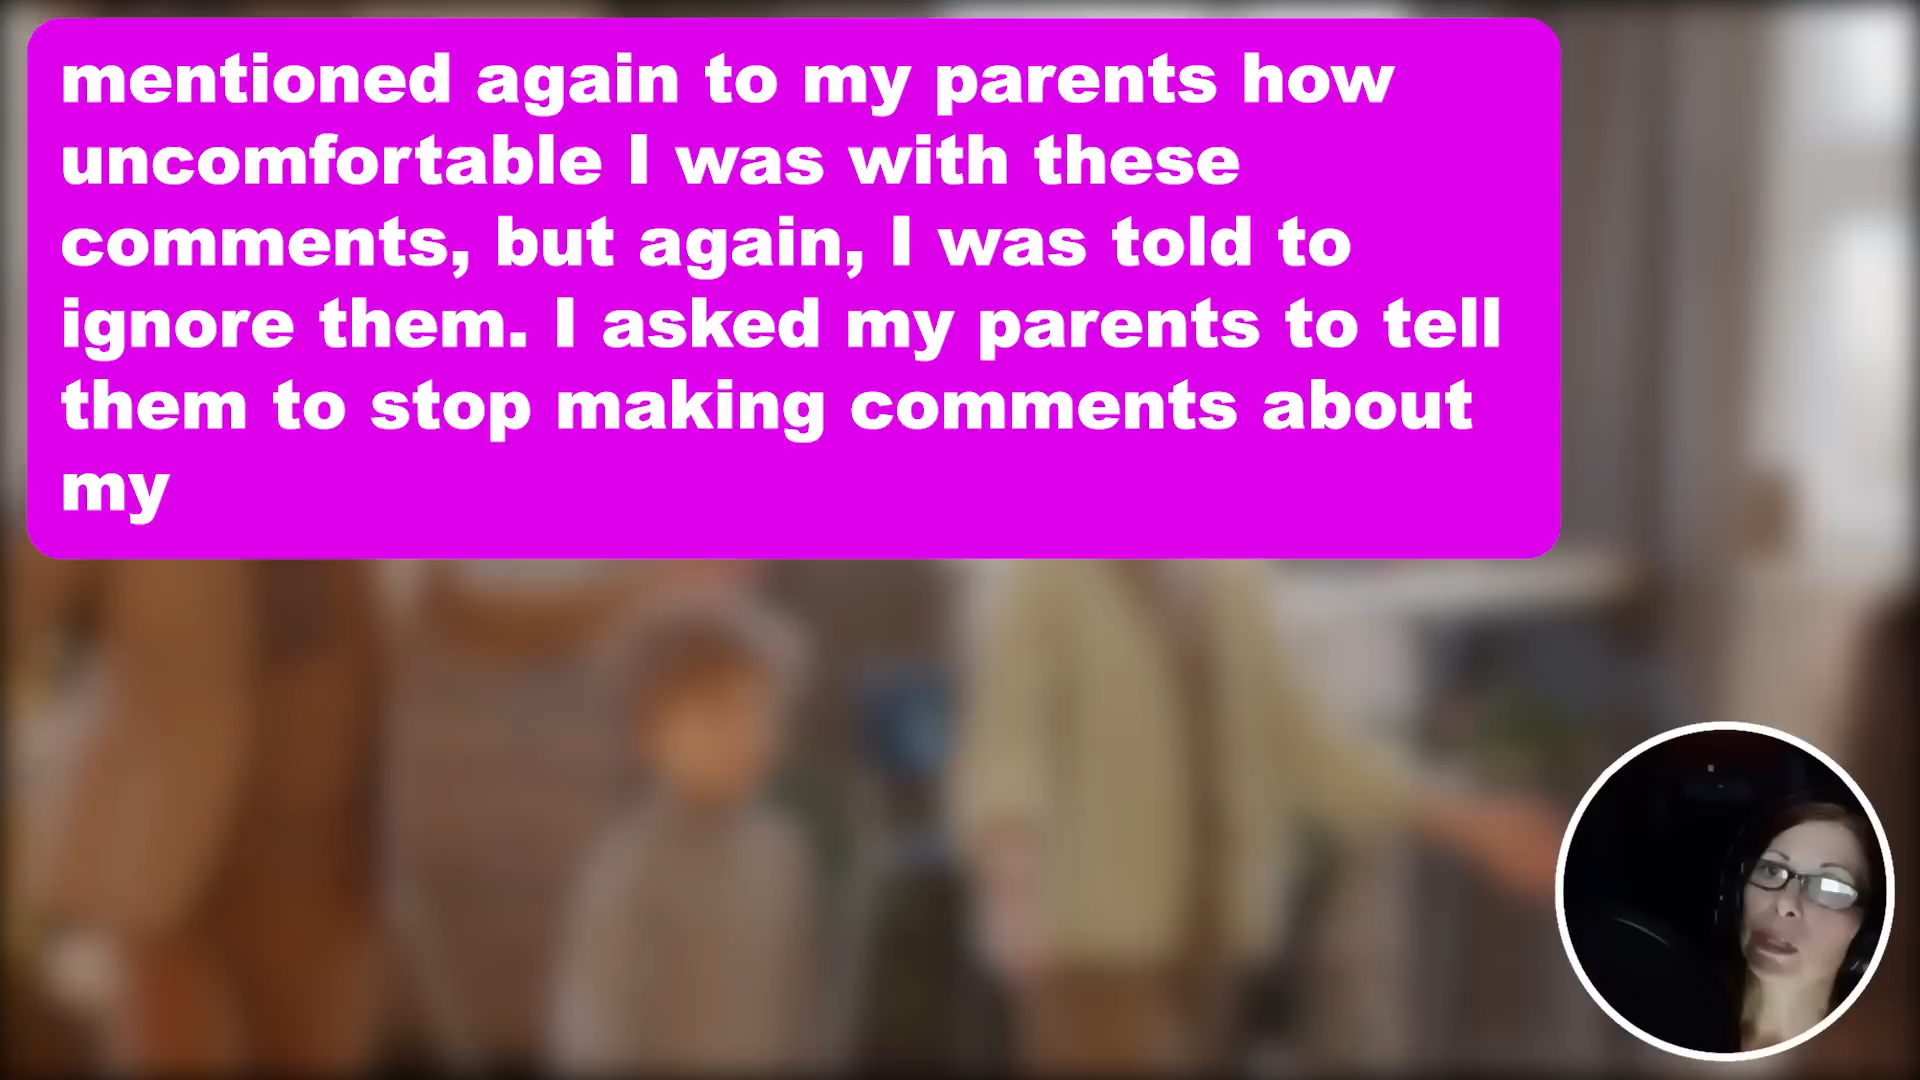 mentioned again to my parents how
uncomfortable I was with these
comments, but again, I was told to
ignore them. I asked my parents to tell
them to stop making comments about
my